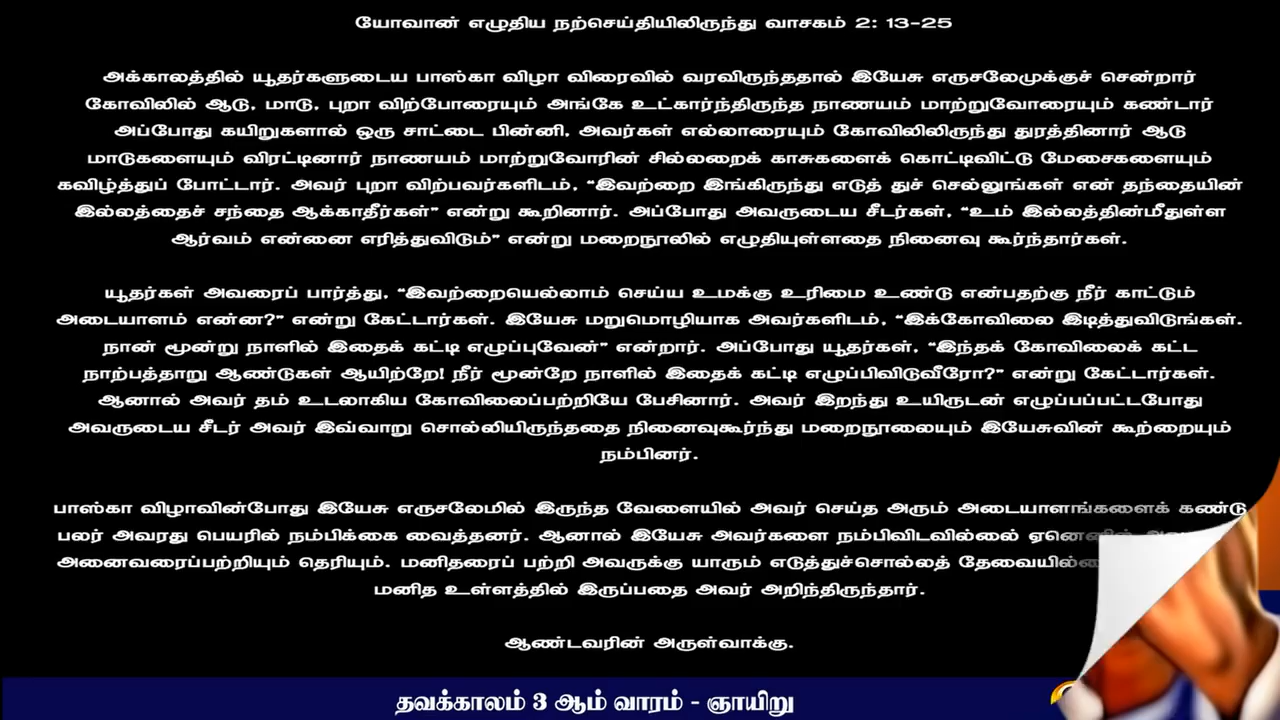 யோவான் எழுதிய நற்செய்தியிலிருந்து வாசகம் 2: 13-25
அக்காலத்தில் யூதர்களுடைய பாஸ்கா விழா விரைவில் வரவிருந்ததால் இயேசு எருசலேமுக்குச் சென்றார்
கோவிலில் ஆடு, மாடு, புறா விற்போரையும் அங்கே உட்கார்ந்திருந்த நாணயம் மாற்றுவோரையும் கண்டார்
அப்போது கயிறுகளால் ஒரு சாட்டை பின்னி, அவர்கள் எல்லாரையும் கோவிலிலிருந்து துரத்தினார் ஆடு
மாடுகளையும் விரட்டினார் நாணயம் மாற்றுவோரின் சில்லறைக் காசுகளைக் கொட்டிவிட்டு மேசைகளையும்
கவிழ்த்துப் போட்டார். அவர் புறா விற்பவர்களிடம், “இவற்றை இங்கிருந்து எடுத் துச் செல்லுங்கள் என் தந்தையின்
இல்லத்தைச் சந்தை ஆக்காதீர்கள்” என்று கூறினார். அப்போது அவருடைய சீடர்கள், “உம் இல்லத்தின்மீதுள்ள
ஆர்வம் என்னை எரித்துவிடும்” என்று மறைநூலில் எழுதியுள்ளதை நினைவு கூர்ந்தார்கள்.
யூதர்கள் அவரைப் பார்த்து, “இவற்றையெல்லாம் செய்ய உமக்கு உரிமை உண்டு என்பதற்கு நீர் காட்டும்
அடையாளம் என்ன?” என்று கேட்டார்கள். இயேசு மறுமொழியாக அவர்களிடம், “இக்கோவிலை இடித்துவிடுங்கள்.
நான் மூன்று நாளில் இதைக் கட்டி எழுப்புவேன்” என்றார். அப்போது யூதர்கள், “இந்தக் கோவிலைக் கட்ட
நாற்பத்தாறு ஆண்டுகள் ஆயிற்றே! நீர் மூன்றே நாளில் இதைக் கட்டி எழுப்பிவிடுவீரோ?” என்று கேட்டார்கள்.
ஆனால் அவர் தம் உடலாகிய கோவிலைப்பற்றியே பேசினார். அவர் இறந்து உயிருடன் எழுப்பப்பட்டபோது
அவருடைய சீடர் அவர் இவ்வாறு சொல்லியிருந்ததை நினைவுகூர்ந்து மறைநூலையும் இயேசுவின் கூற்றையும்
நம்பினர்.
பாஸ்கா விழாவின்போது இயேசு எருசலேமில் இருந்த வேளையில் அவர் செய்த அரும் அடையாளங்களைக் கண்டு
பலர் அவரது பெயரில் நம்பிக்கை வைத்தனர். ஆனால் இயேசு அவர்களை நம்பிவிடவில்லை ஏனெனில்
அனைவரைப்பற்றியும் தெரியும். மனிதரைப் பற்றி அவருக்கு யாரும் எடுத்துச்சொல்லத்
மனித உள்ளத்தில் இருப்பதை அவர் அறிந்திருந்தார்.
ஆண்டவரின் அருள்வாக்கு.
தவக்காலம் 3 ஆம் வாரம் - ஞாயிறு